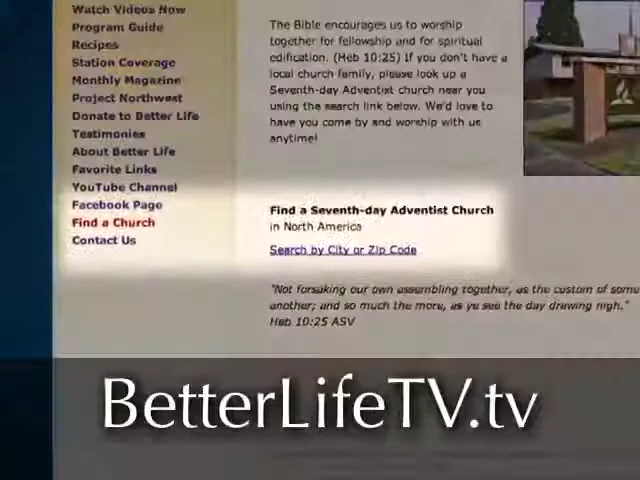 Watch Videos Now
Program Guide
Recipes
Station Coverage
Monthly Magazine
Project Northwest
Donate to Better Life
Testimonies
About Better Life
Favorite Links
YouTube Channel
Facebook Page
Find a Church
Contact Us
The Bible encourages us to worship
together for fellowship and for spiritual
edification. (Heb 10:25) If you don't have a
local church family, please look up a
Seventh-day Adventist church near you
using the search link below. We'd love to
have you come by and worship with us
anytime!
Find a Seventh-day Adventist Church
in North America
Search by City or Zip Code
"Not forsaking our own assembling together, as the custom of some
another; and so much the more, as ye see the day drawing nigh."
Heb 10:25 ASV
BetterLifeTV.tv